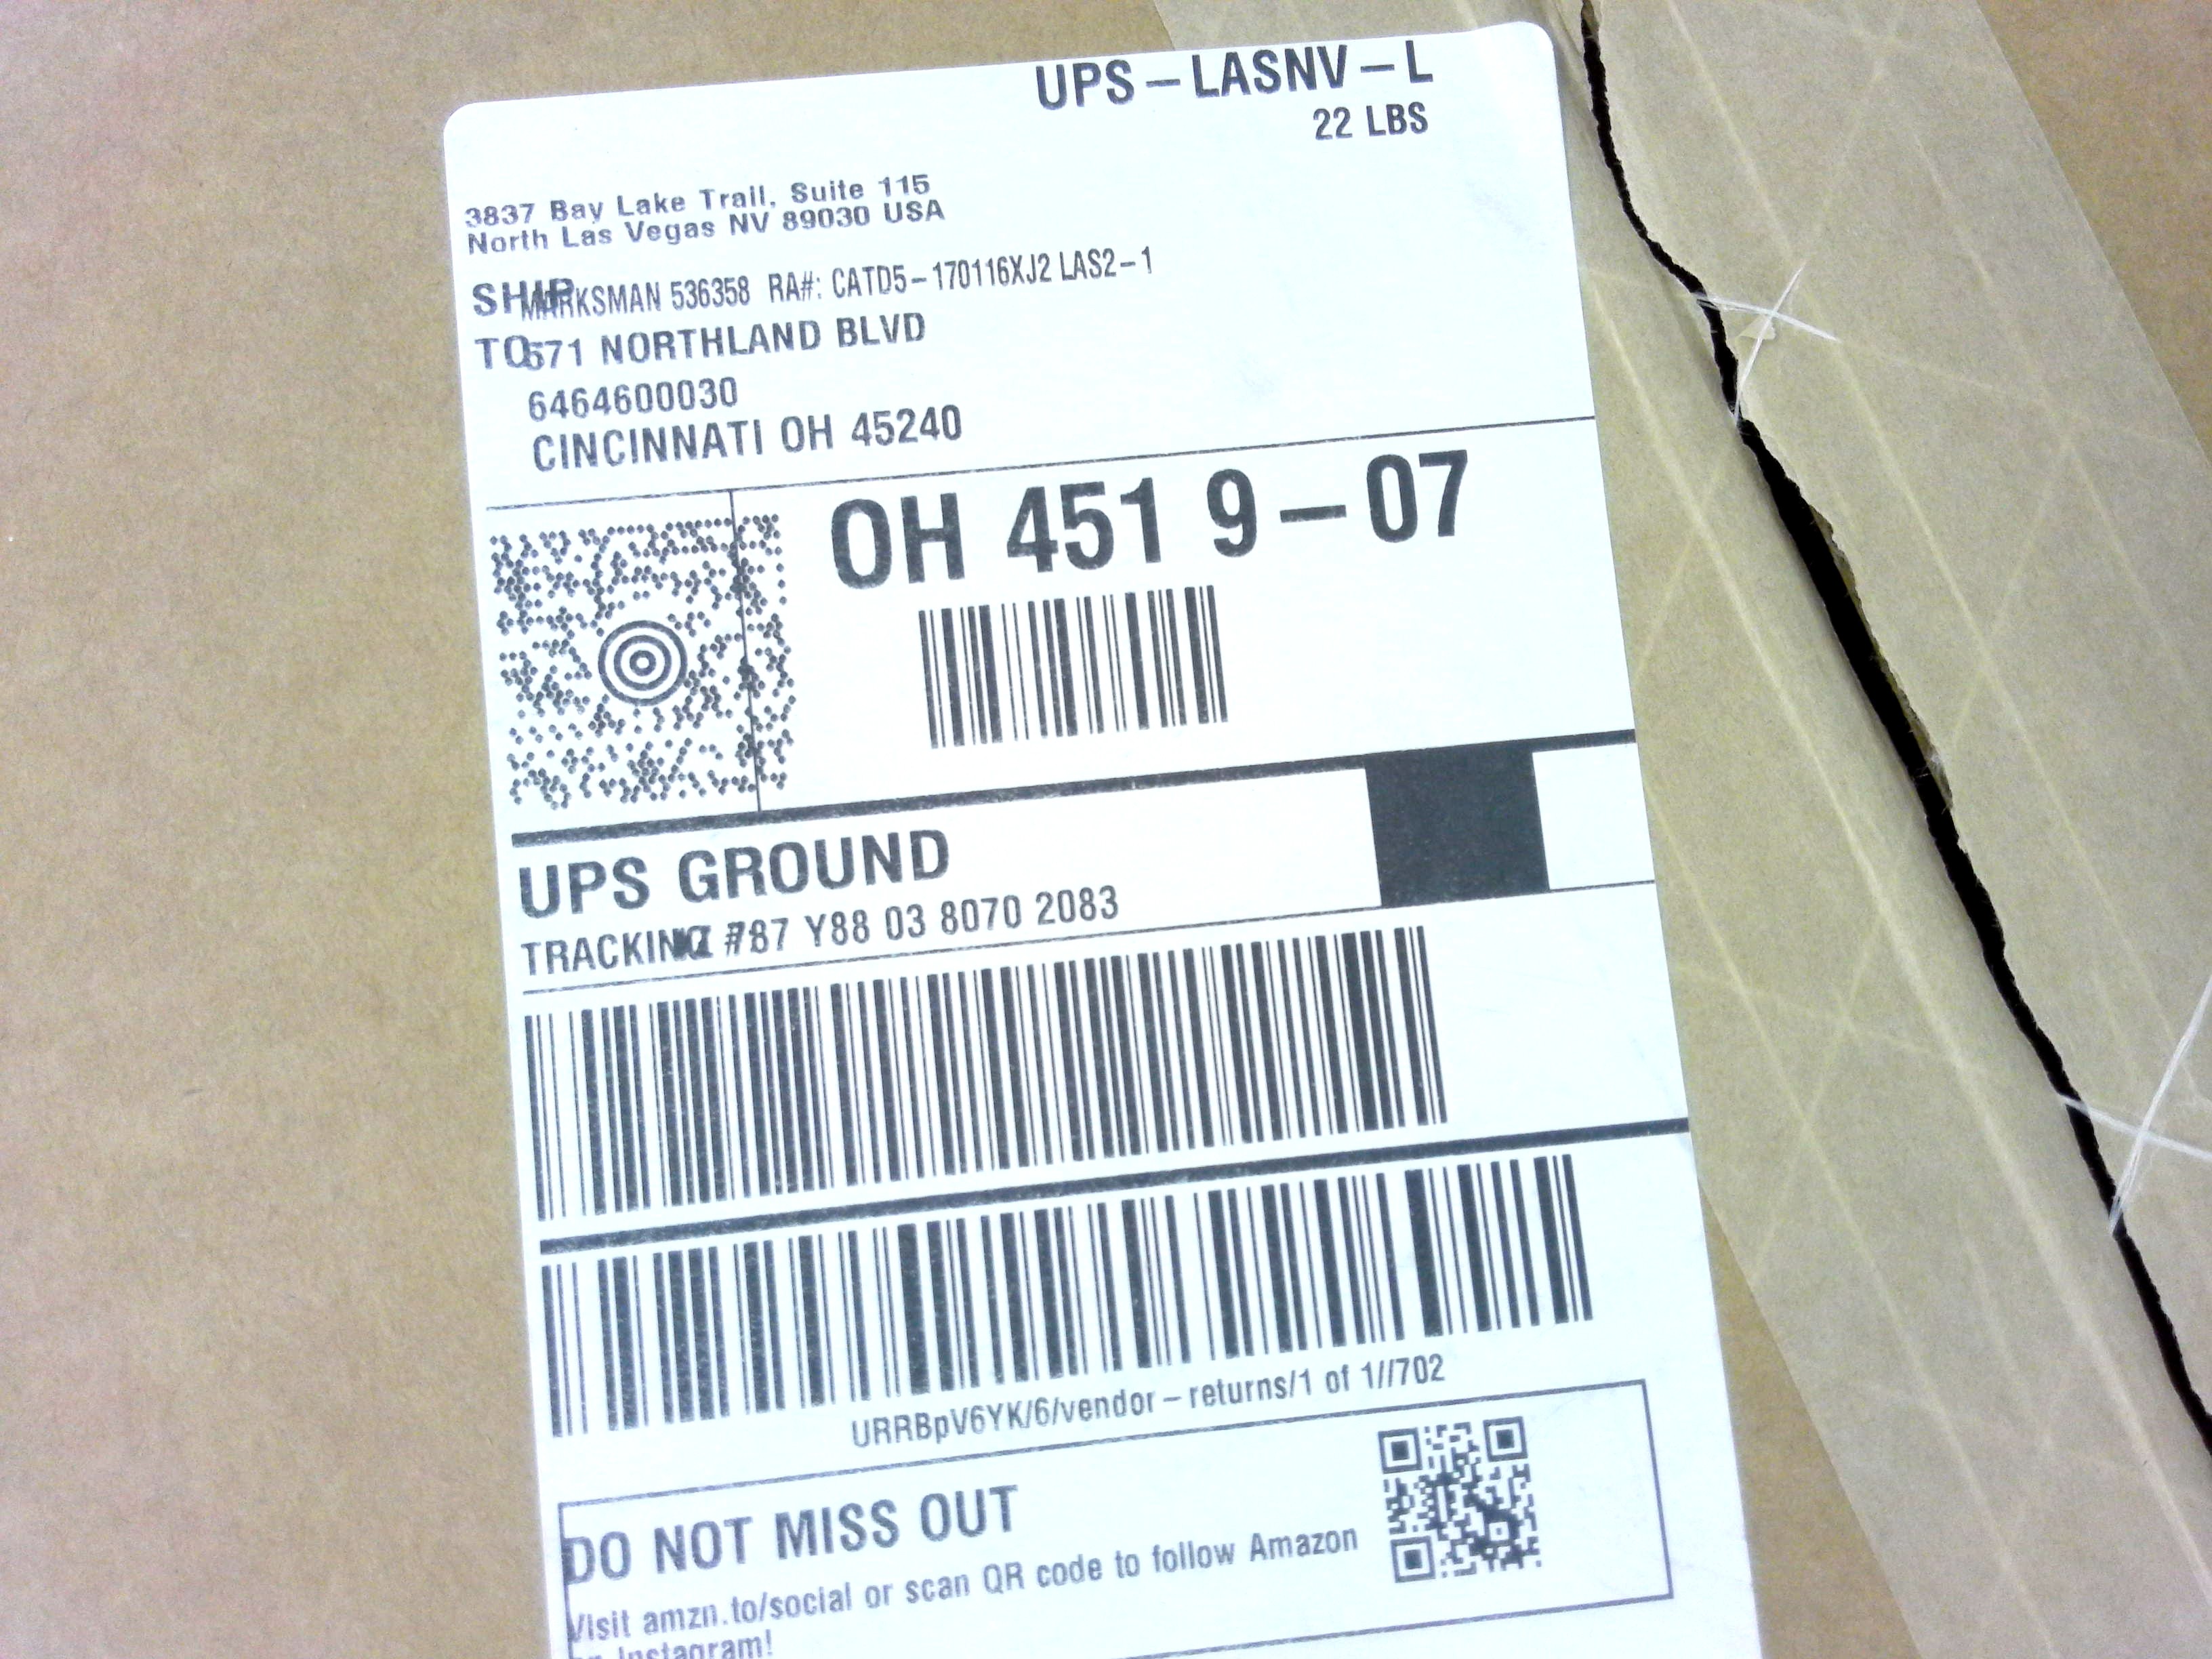 UPS-LASNV-L
22 LBS
3837 Bay Lake Trail, Suite 115
North Las Vegas NV 89030 USA
SHIP MARKSMAN 536358 RA#: CATD5-170116XJ2 LAS2-1
TO 571 NORTHLAND BLVD
6464600030
CINCINNATI OH 45240
OH 451 9-07
UPS GROUND
TRACKING # 87 Y88 03 8070 2083
URRBpV6YK/6/vendor-returns/1 of 1//702
DO NOT MISS OUT
Visit amzn.to/social or scan QR code to follow Amazon
on Instagram!